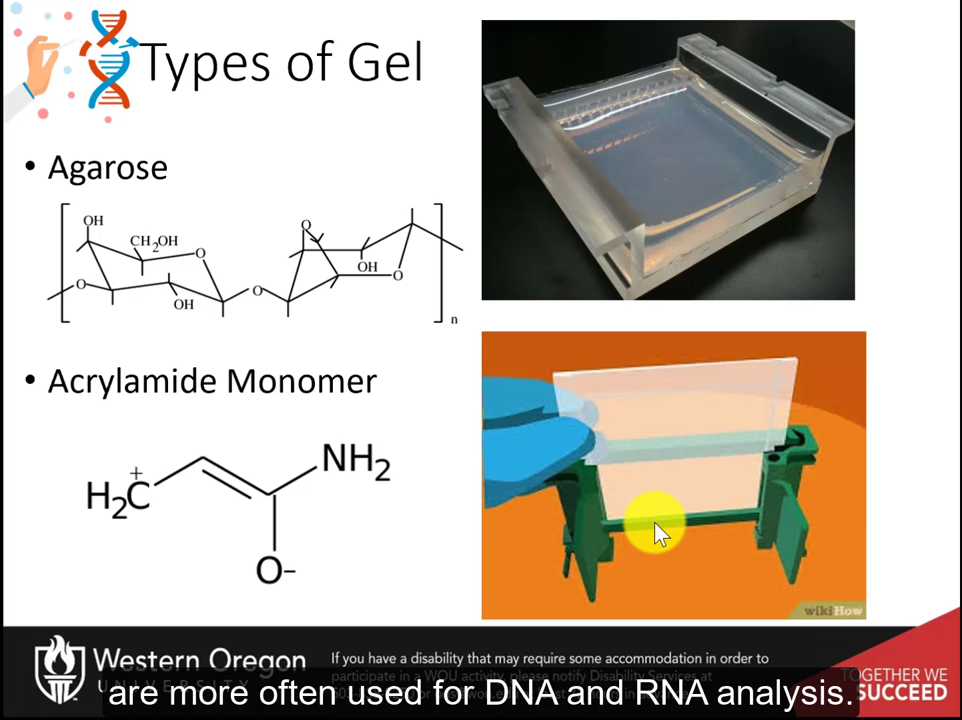 Types of Gel
• Agarose
OH
CH2OH
O
O
OH
O
O
OH
O
n
• Acrylamide Monomer
+
H2C
NH2
O-
wikiHow
Western Oregon
UNIVERSITY
If you have a disability that may require some accommodation in order to
participate in a WOU activity, please notify Disability Services at
TOGETHER WE
SUCCEED
are more often used for DNA and RNA analysis.